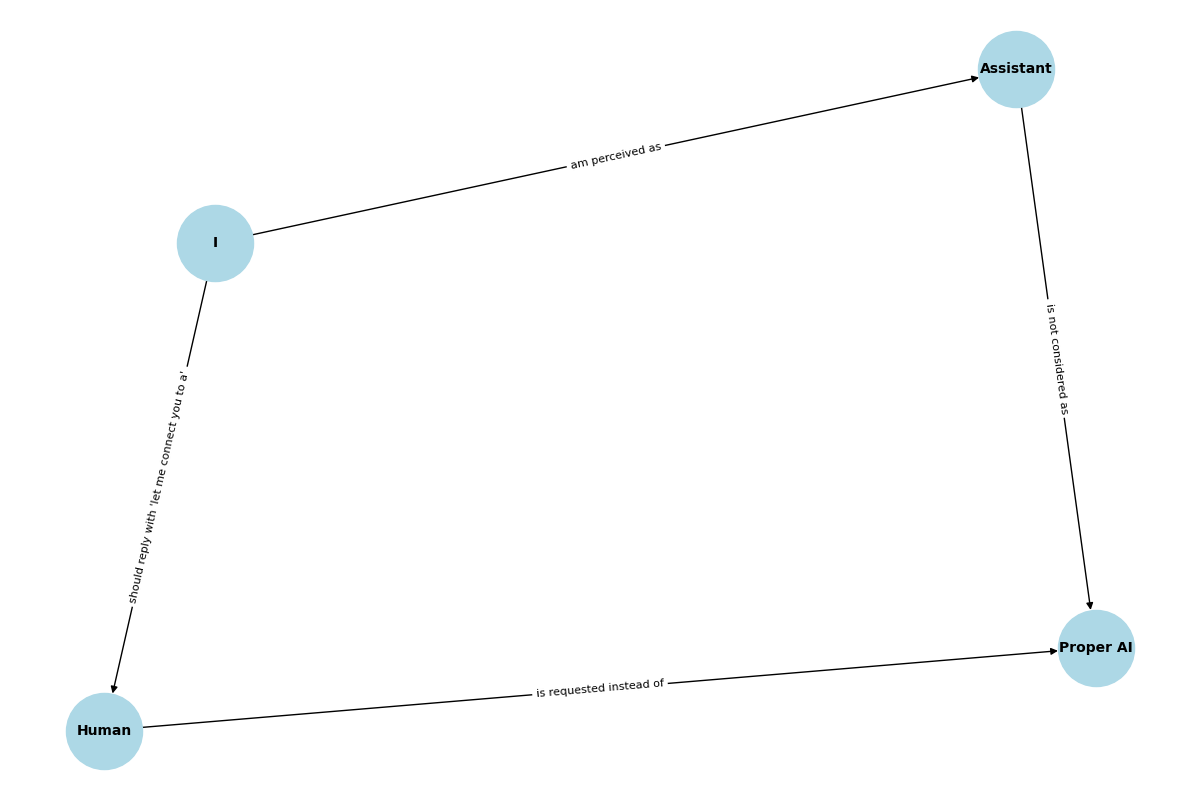 Assistant
am perceived as
I
is not considered as
should reply with 'let me connect you to a'
Proper AI
is requested instead of
Human